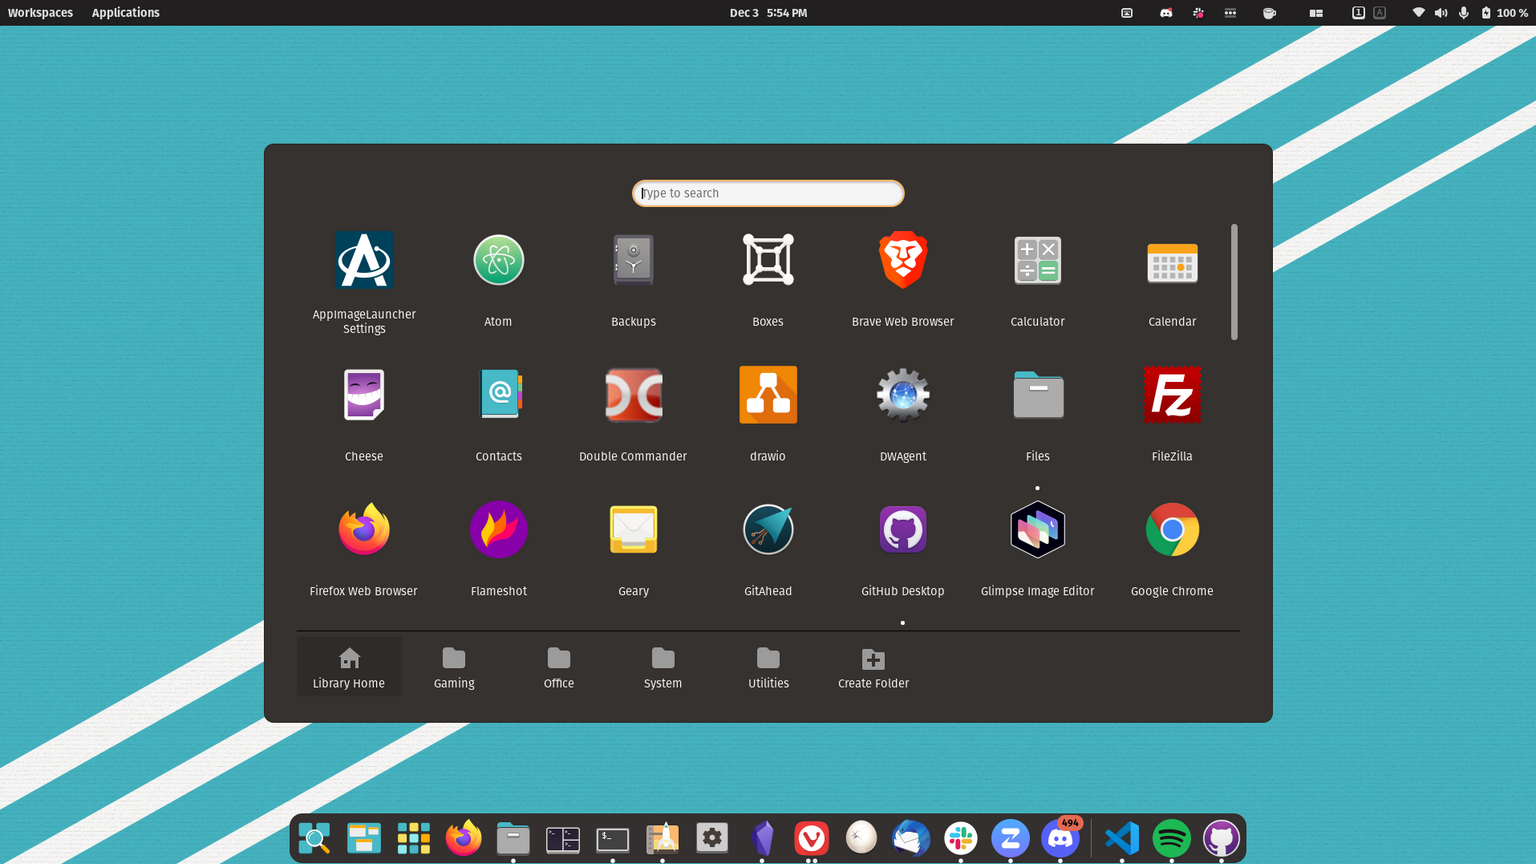 Workspaces Applications Dec 3 5:54 PM 1 A 100 %
Type to search
AppImageLauncher
Settings
Atom Backups Boxes Brave Web Browser Calculator Calendar
Cheese Contacts Double Commander drawio DWAgent Files FileZilla
Firefox Web Browser Flameshot Geary GitAhead GitHub Desktop Glimpse Image Editor Google Chrome
Library Home Gaming Office System Utilities Create Folder
494